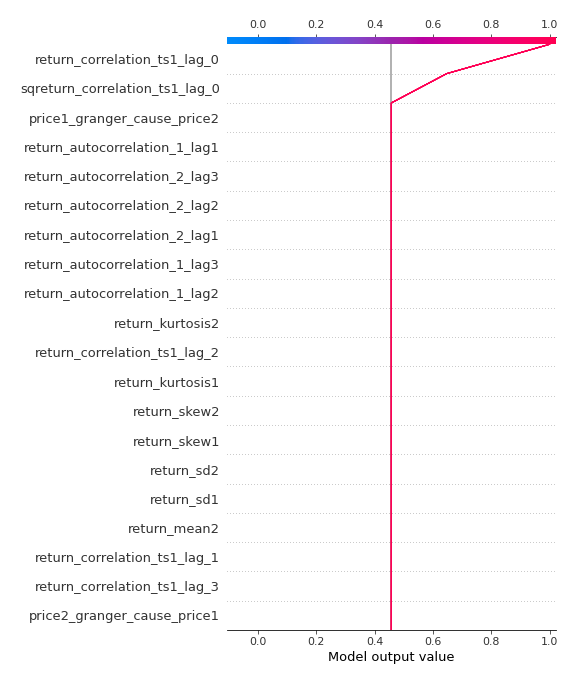 0.0 0.2 0.4 0.6 0.8 1.0
return_correlation_ts1_lag_0
sqreturn_correlation_ts1_lag_0
price1_granger_cause_price2
return_autocorrelation_1_lag1
return_autocorrelation_2_lag3
return_autocorrelation_2_lag2
return_autocorrelation_2_lag1
return_autocorrelation_1_lag3
return_autocorrelation_1_lag2
return_kurtosis2
return_correlation_ts1_lag_2
return_kurtosis1
return_skew2
return_skew1
return_sd2
return_sd1
return_mean2
return_correlation_ts1_lag_1
return_correlation_ts1_lag_3
price2_granger_cause_price1
0.0 0.2 0.4 0.6 0.8 1.0
Model output value